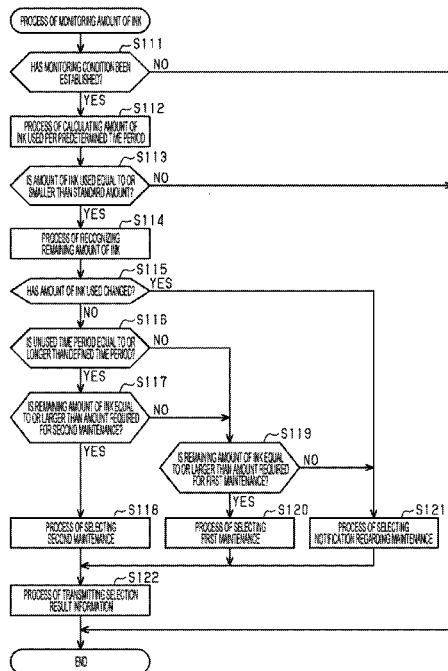 PROCESS OF MONITORING AMOUNT OF INK
S111
HAS MONITORING CONDITION BEEN
ESTABLISHED?
NO
YES
S112
PROCESS OF CALCULATING AMOUNT OF
INK USED PER PREDETERMINED TIME PERIOD
S113
IS AMOUNT OF INK USED EQUAL TO OR
SMALLER THAN STANDARD AMOUNT?
NO
YES
S114
PROCESS OF RECOGNIZING
REMAINING AMOUNT OF INK
S115
HAS AMOUNT OF INK USED CHANGED?
YES
NO
S116
IS UNUSED TIME PERIOD EQUAL TO OR
LONGER THAN DEFINED TIME PERIOD?
NO
YES
S117
IS REMAINING AMOUNT OF INK EQUAL
TO OR LARGER THAN AMOUNT REQUIRED
FOR SECOND MAINTENANCE?
NO
YES
S119
IS REMAINING AMOUNT OF INK EQUAL
TO OR LARGER THAN AMOUNT REQUIRED
FOR FIRST MAINTENANCE?
NO
YES
S118
PROCESS OF SELECTING
SECOND MAINTENANCE
S120
PROCESS OF SELECTING
FIRST MAINTENANCE
S121
PROCESS OF SELECTING
NOTIFICATION REGARDING MAINTENANCE
S122
PROCESS OF TRANSMITTING SELECTION
RESULT INFORMATION
END